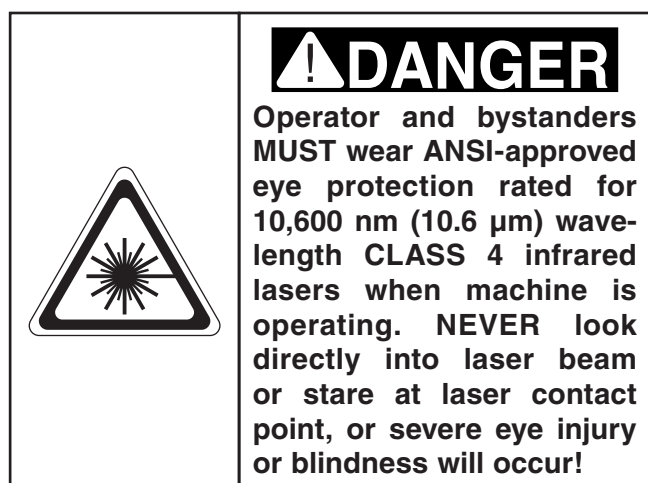 DANGER
Operator and bystanders
MUST wear ANSI-approved
eye protection rated for
10,600 nm (10.6 µm) wave-
length CLASS 4 infrared
lasers when machine is
operating. NEVER look
directly into laser beam
or stare at laser contact
point, or severe eye injury
or blindness will occur!